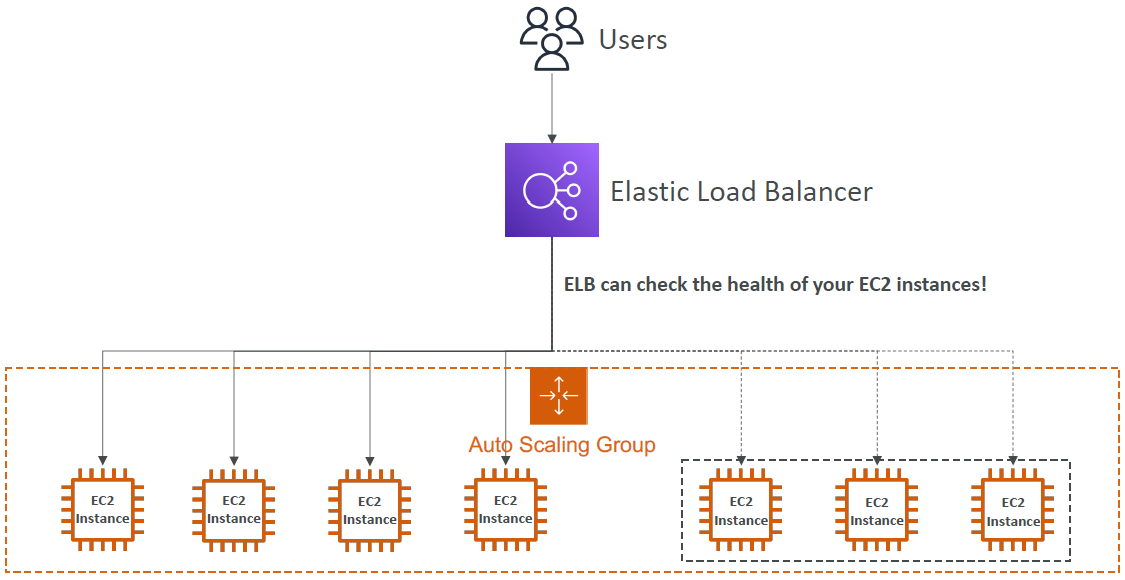 Users
Elastic Load Balancer
ELB can check the health of your EC2 instances!
Auto Scaling Group
EC2
Instance
EC2
Instance
EC2
Instance
EC2
Instance
EC2
Instance
EC2
Instance
EC2
Instance